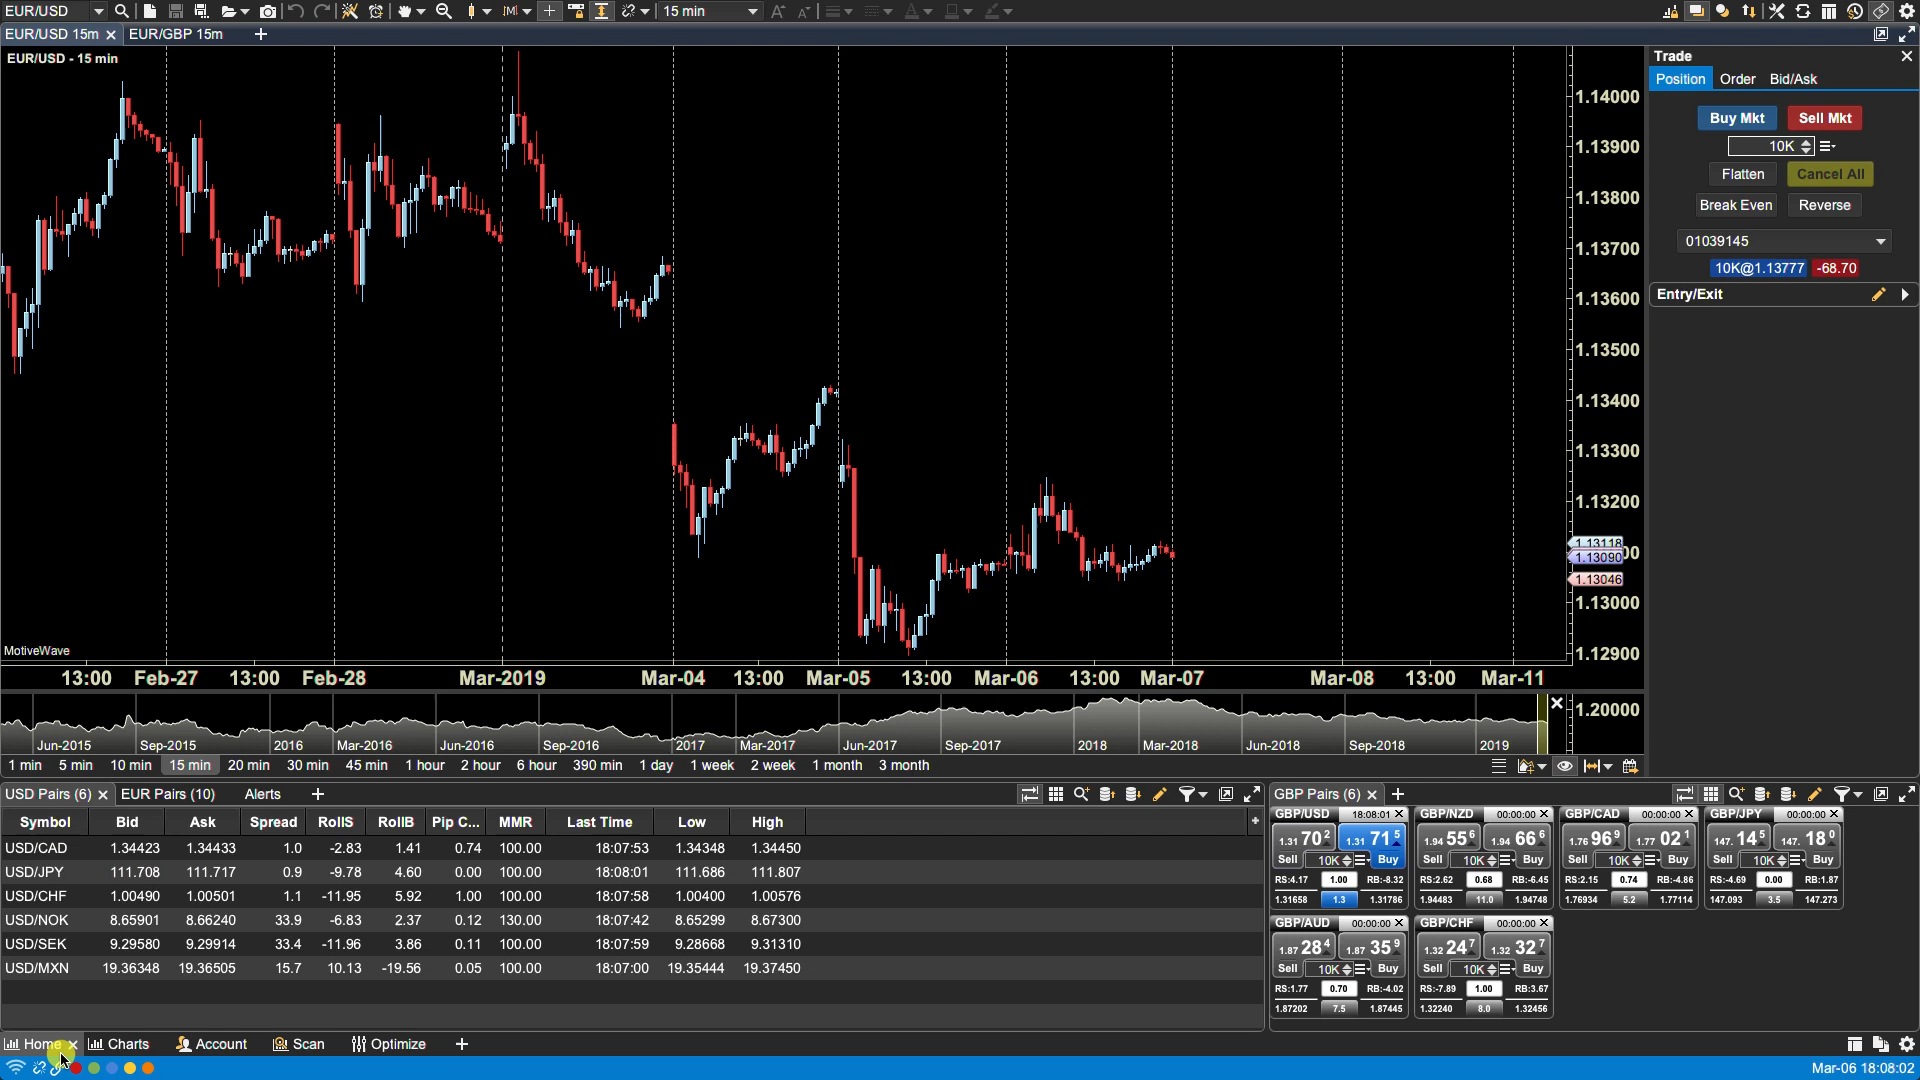 EUR/USD 15 min
EUR/USD 15m EUR/GBP 15m
EUR/USD - 15 min
1.14000
1.13900
1.13800
1.13700
1.13600
1.13500
1.13400
1.13300
1.13200
1.13118
1.13090
1.13046
1.13000
1.12900
MotiveWave
13:00 Feb-27 13:00 Feb-28 Mar-2019 Mar-04 13:00 Mar-05 13:00 Mar-06 13:00 Mar-07 Mar-08 13:00 Mar-11
1.20000
Jun-2015 Sep-2015 2016 Mar-2016 Jun-2016 Sep-2016 2017 Mar-2017 Jun-2017 Sep-2017 2018 Mar-2018 Jun-2018 Sep-2018 2019
1 min 5 min 10 min 15 min 20 min 30 min 45 min 1 hour 2 hour 6 hour 390 min 1 day 1 week 2 week 1 month 3 month
Trade
Position Order Bid/Ask
Buy Mkt Sell Mkt
10K
Flatten Cancel All
Break Even Reverse
01039145
10K@1.13777 -68.70
Entry/Exit
USD Pairs (6) EUR Pairs (10) Alerts
Symbol Bid Ask Spread RollS RollB Pip C... MMR Last Time Low High
USD/CAD 1.34423 1.34433 1.0 -2.83 1.41 0.74 100.00 18:07:53 1.34348 1.34450
USD/JPY 111.708 111.717 0.9 -9.78 4.60 0.00 100.00 18:08:01 111.686 111.807
USD/CHF 1.00490 1.00501 1.1 -11.95 5.92 1.00 100.00 18:07:58 1.00400 1.00576
USD/NOK 8.65901 8.66240 33.9 -6.83 2.37 0.12 130.00 18:07:42 8.65299 8.67300
USD/SEK 9.29580 9.29914 33.4 -11.96 3.86 0.11 100.00 18:07:59 9.28668 9.31310
USD/MXN 19.36348 19.36505 15.7 10.13 -19.56 0.05 100.00 18:07:00 19.35444 19.37450
GBP Pairs (6)
GBP/USD 18:08:01 GBP/NZD 00:00:00 GBP/CAD 00:00:00 GBP/JPY 00:00:00
1.31 70 2 1.31 71 5 1.94 55 6 1.94 66 6 1.76 96 9 1.77 02 1 147. 14 5 147. 18 0
Sell 10K Buy Sell 10K Buy Sell 10K Buy Sell 10K Buy
RS:4.17 1.00 RB:-8.32 RS:2.62 0.68 RB:-6.45 RS:2.15 0.74 RB:-4.86 RS:-4.69 0.00 RB:1.87
1.31658 1.3 1.31786 1.94483 11.0 1.94748 1.76934 5.2 1.77114 147.093 3.5 147.273
GBP/AUD 00:00:00 GBP/CHF 00:00:00
1.87 28 4 1.87 35 9 1.32 24 7 1.32 32 7
Sell 10K Buy Sell 10K Buy
RS:1.77 0.70 RB:-4.02 RS:-7.89 1.00 RB:3.67
1.87202 7.5 1.87445 1.32240 8.0 1.32456
Home Charts Account Scan Optimize
Mar-06 18:08:02